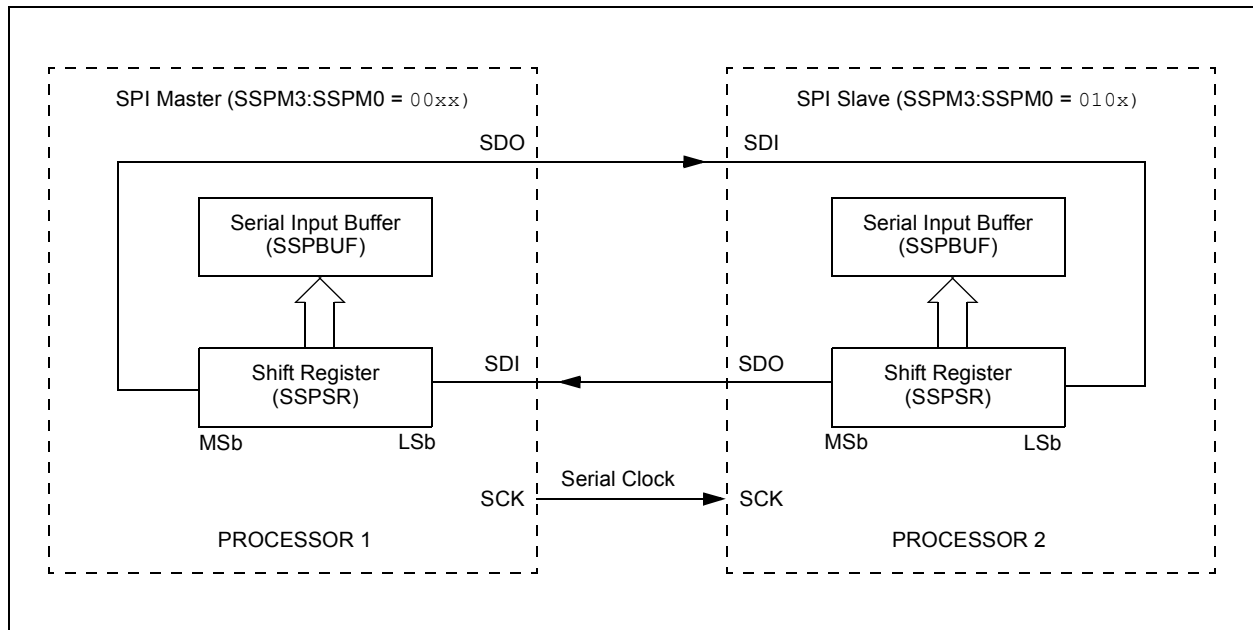 SPI Master (SSPM3:SSPM0 = 00xx)
SPI Slave (SSPM3:SSPM0 = 010x)
SDO
SDI
Serial Input Buffer
(SSPBUF)
Serial Input Buffer
(SSPBUF)
Shift Register
(SSPSR)
MSb
LSb
SDI
SDO
Shift Register
(SSPSR)
MSb
LSb
SCK
Serial Clock
SCK
PROCESSOR 1
PROCESSOR 2